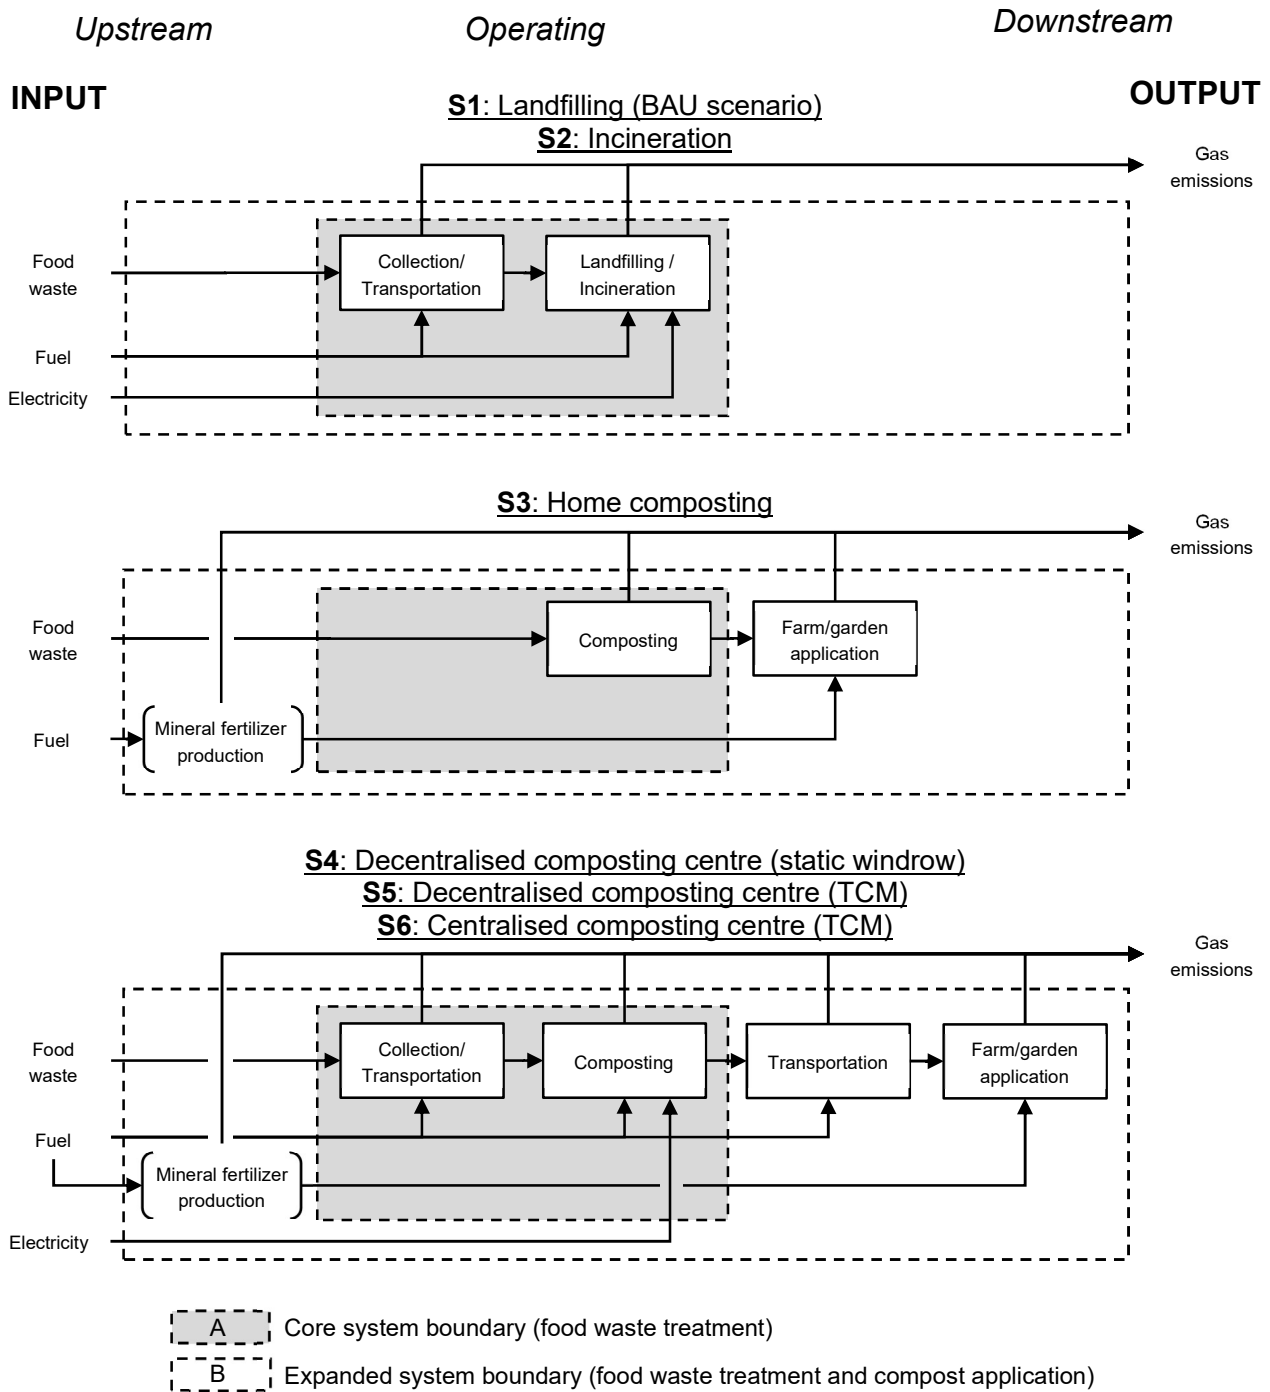 Upstream
Operating
Downstream
INPUT
OUTPUT
S1: Landfilling (BAU scenario)
S2: Incineration
Gas
emissions
Food
waste
Collection/
Transportation
Landfilling /
Incineration
Fuel
Electricity
S3: Home composting
Gas
emissions
Food
waste
Composting
Farm/garden
application
Fuel
Mineral fertilizer
production
S4: Decentralised composting centre (static windrow)
S5: Decentralised composting centre (TCM)
S6: Centralised composting centre (TCM)
Gas
emissions
Food
waste
Collection/
Transportation
Composting
Transportation
Farm/garden
application
Fuel
Mineral fertilizer
production
Electricity
A
Core system boundary (food waste treatment)
B
Expanded system boundary (food waste treatment and compost application)